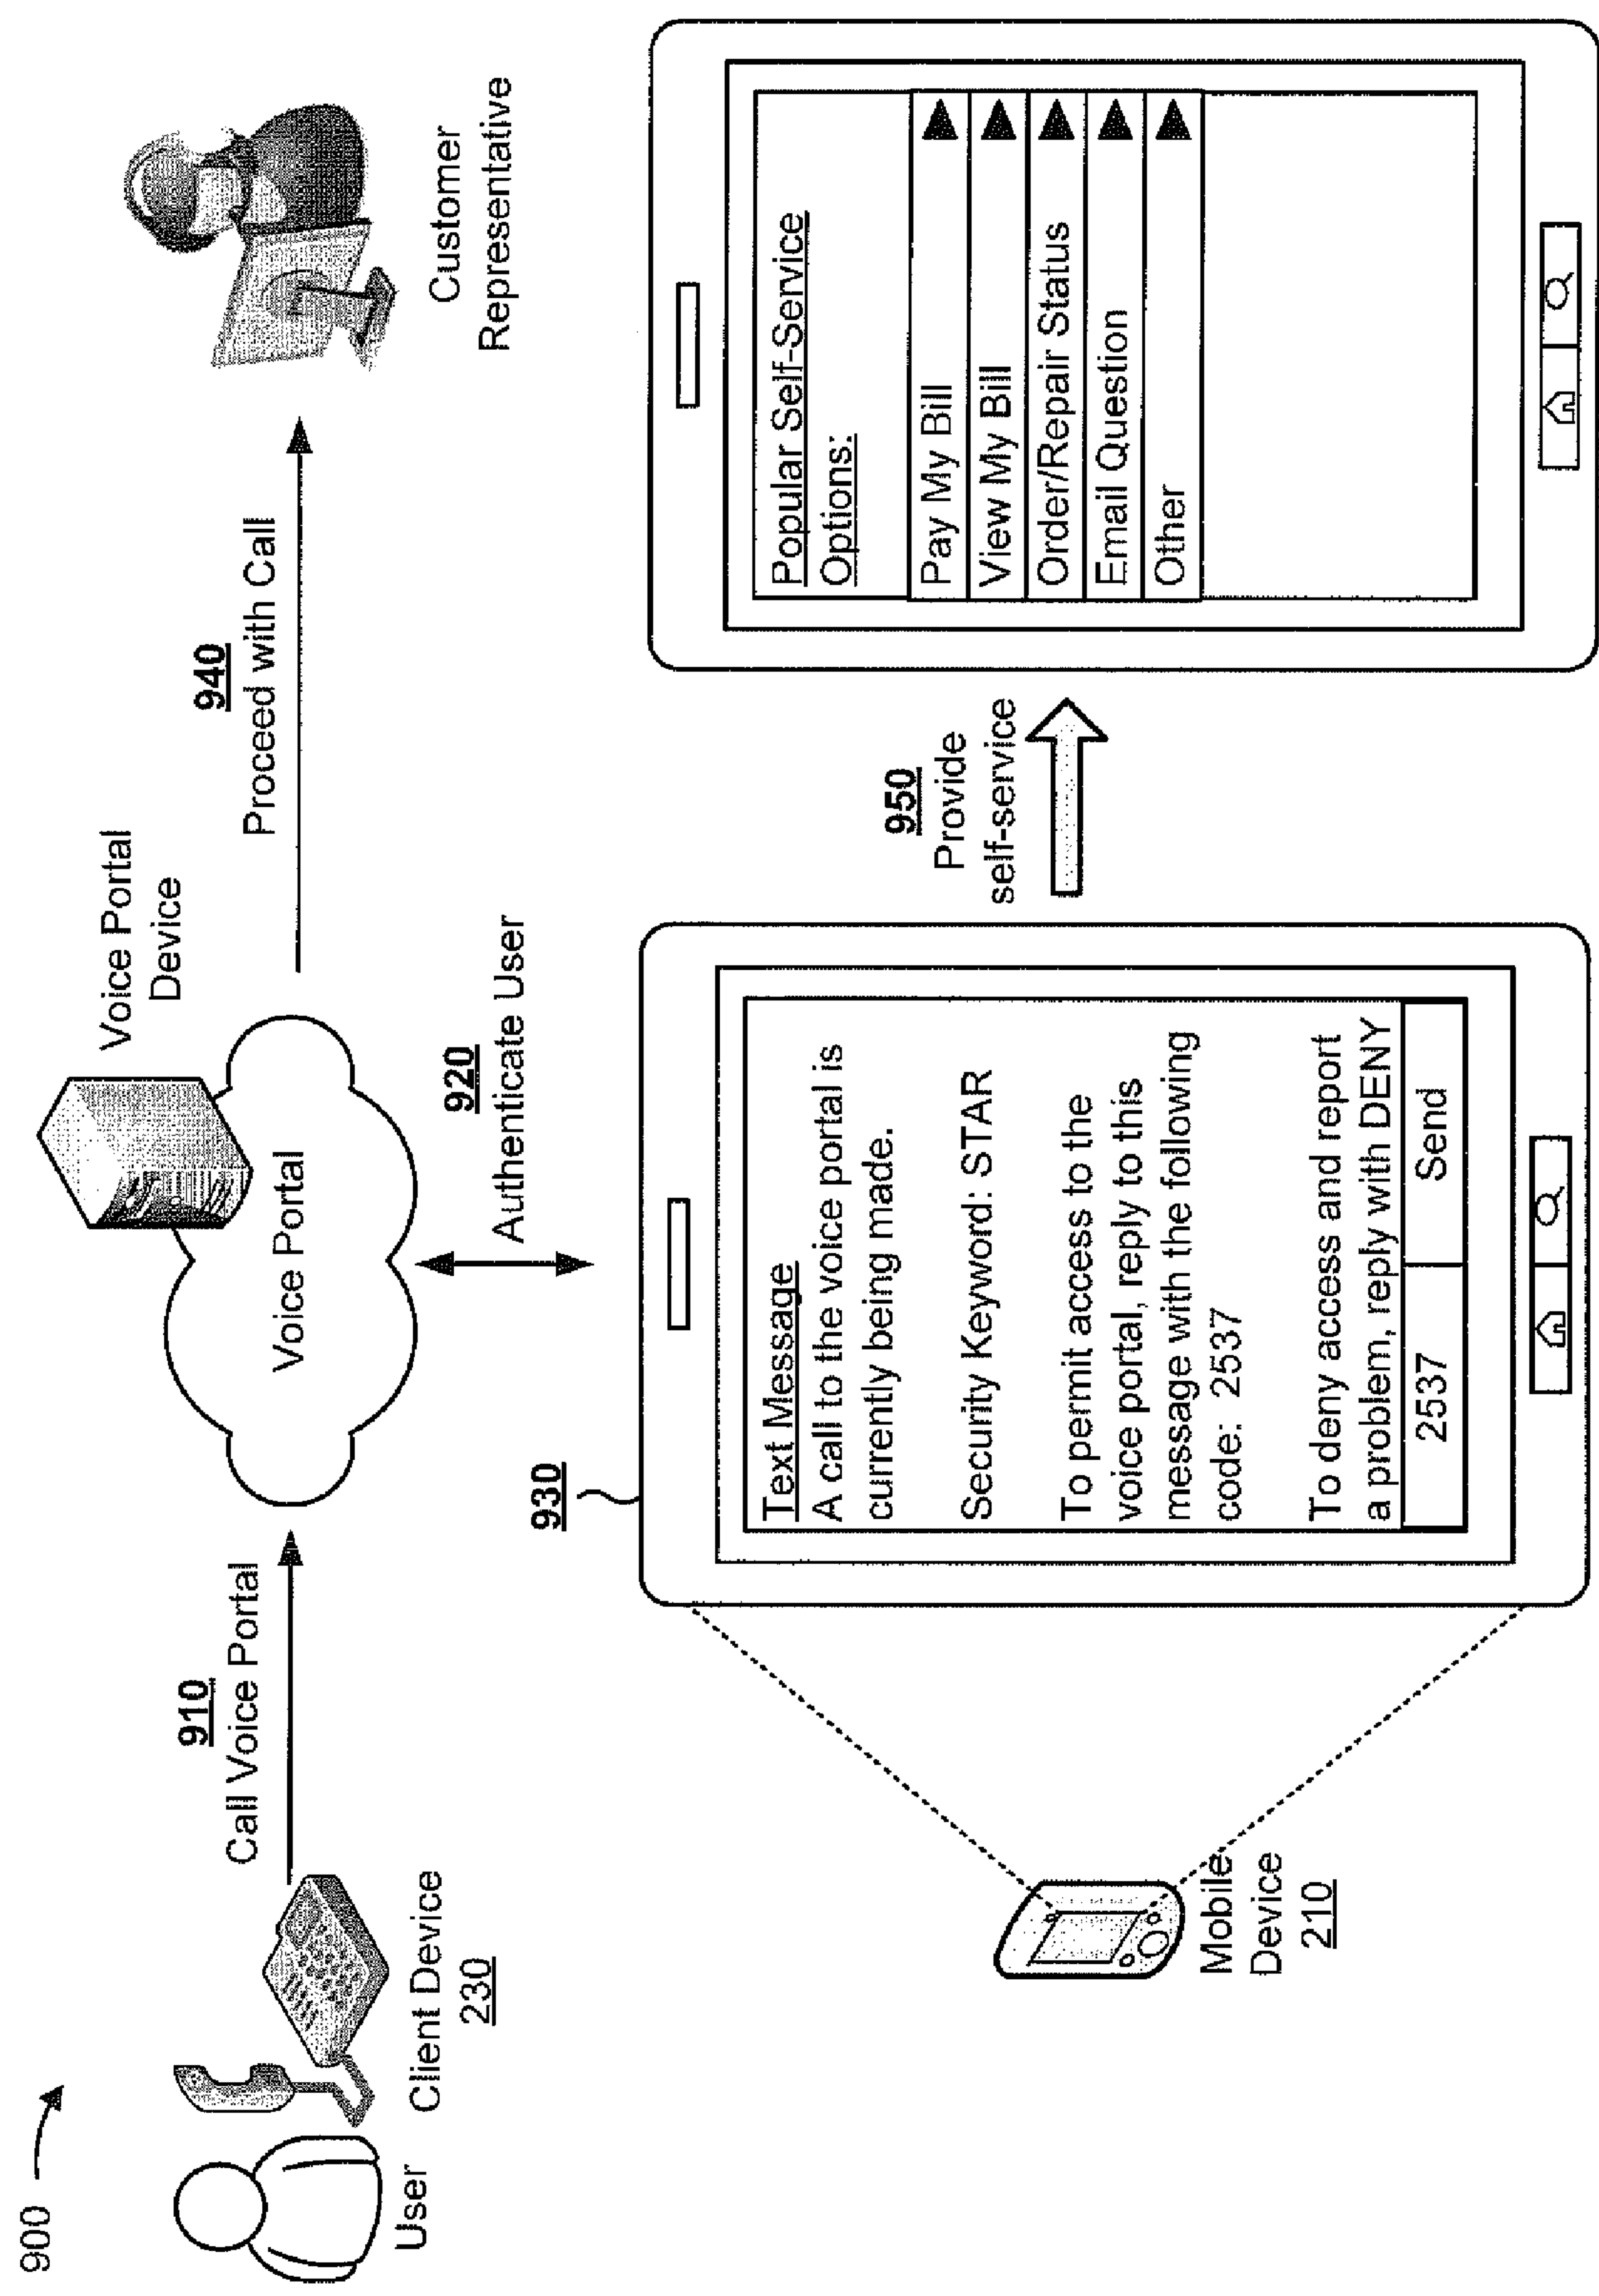 900
User
Client Device
230
910
Call Voice Portal
Voice Portal
Device
Voice Portal
920
Authenticate User
940
Proceed with Call
Customer
Representative
Mobile
Device
210
930
Text Message
A call to the voice portal is
currently being made.
Security Keyword: STAR
To permit access to the
voice portal, reply to this
message with the following
code: 2537
To deny access and report
a problem, reply with DENY
2537
Send
950
Provide
self-service
Popular Self-Service
Options:
Pay My Bill
View My Bill
Order/Repair Status
Email Question
Other